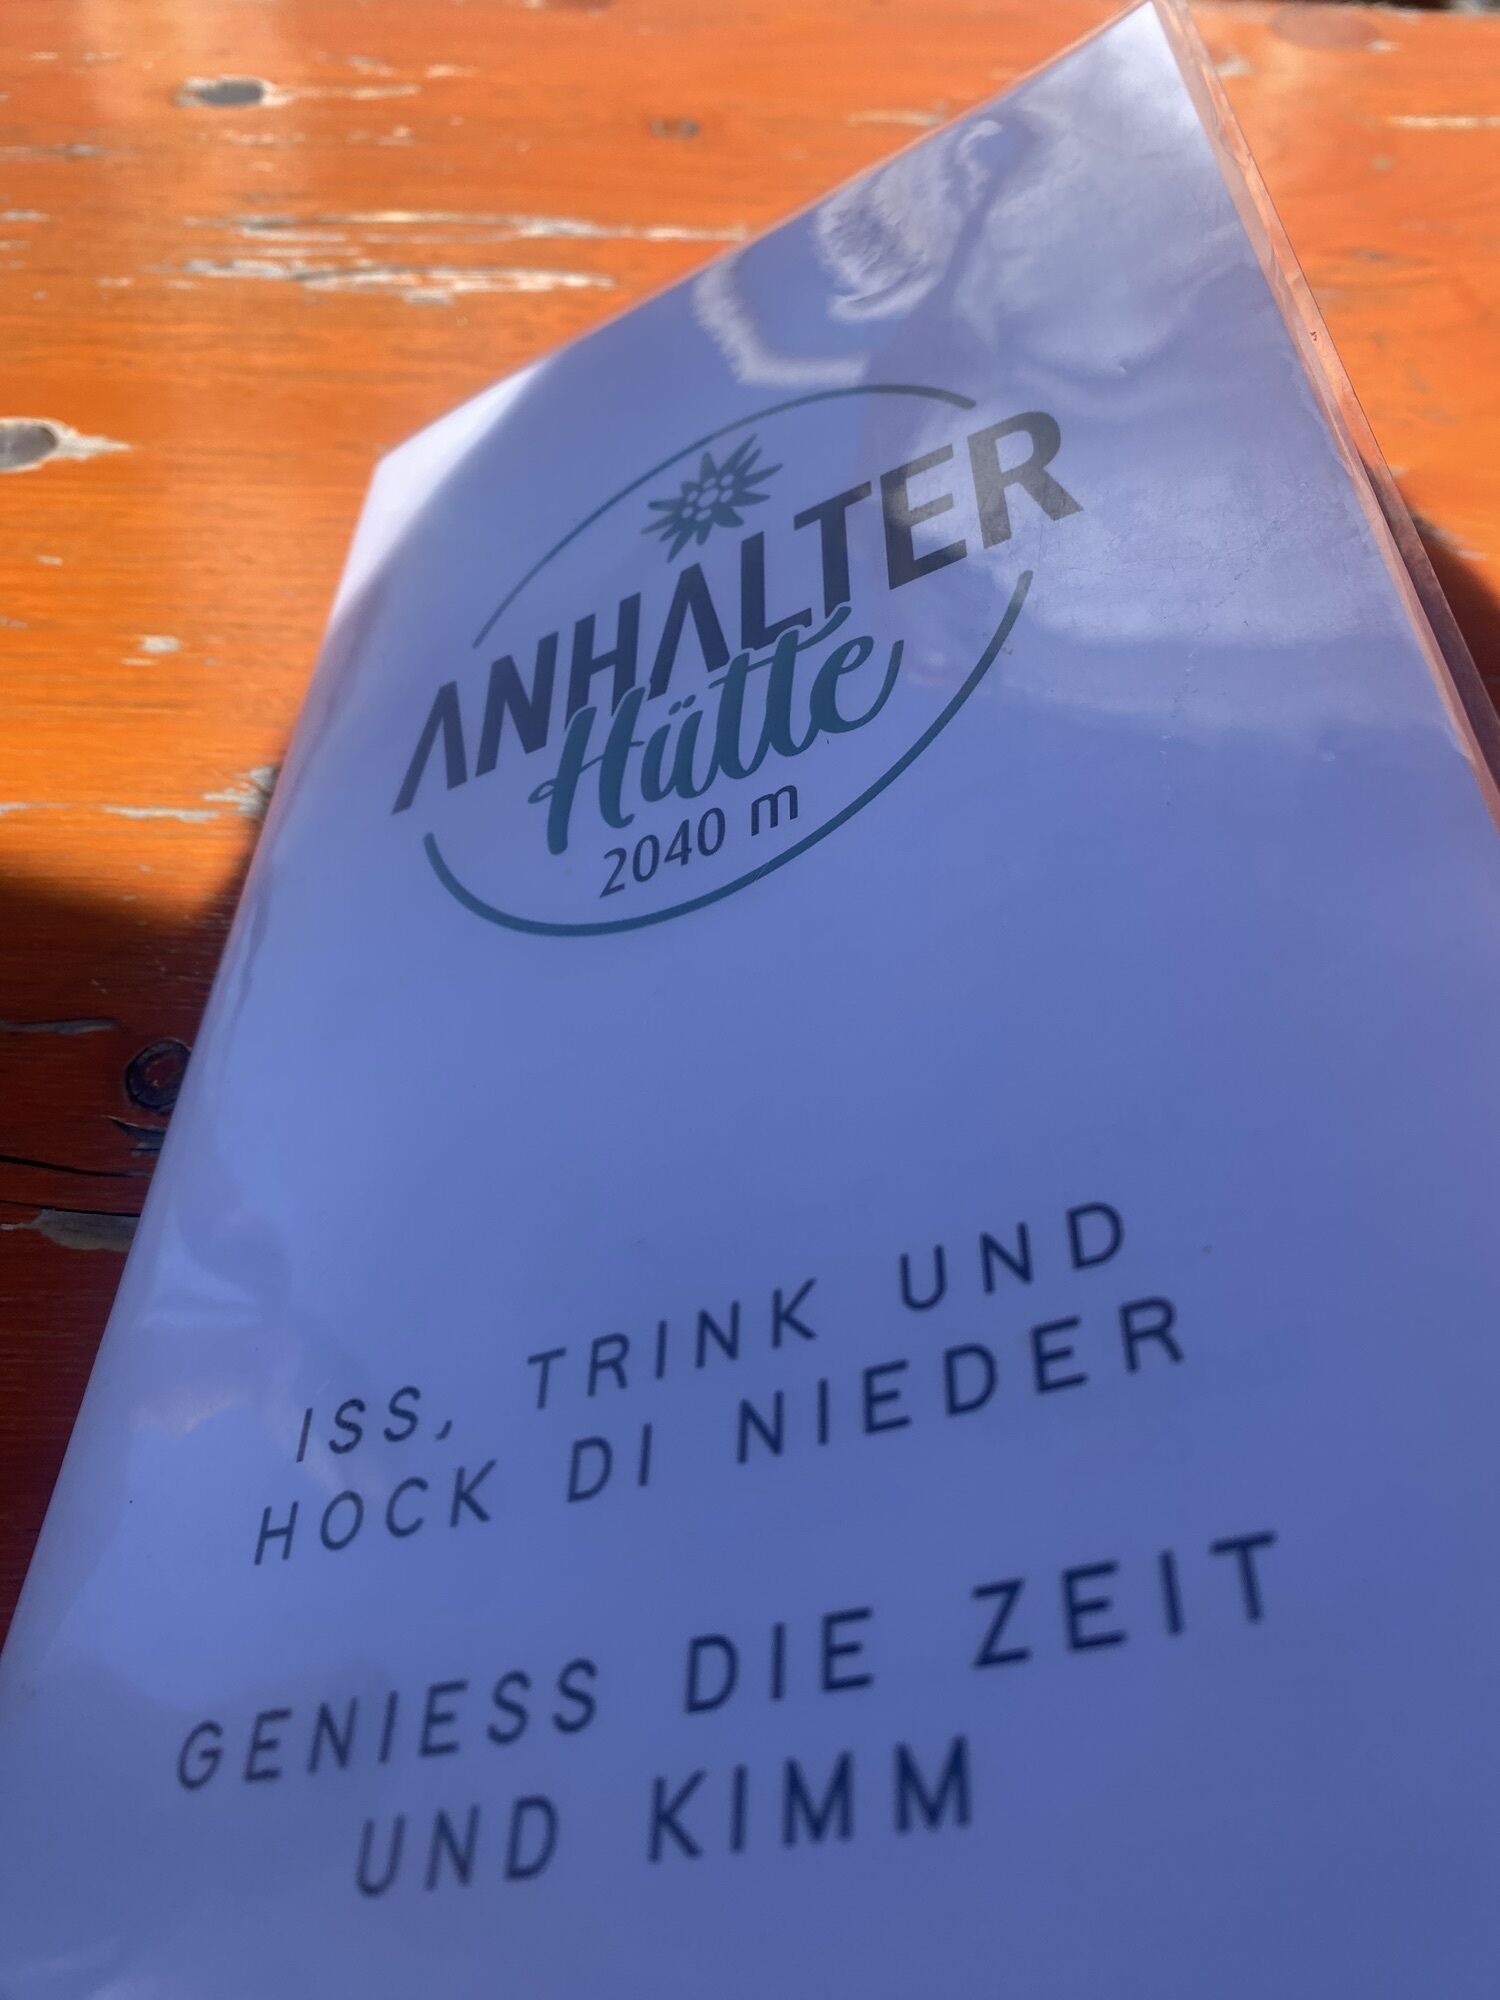 ANHALTER
Hütte
2040 m
ISS, TRINK UND
HOCK DI NIEDER
GENIESS DIE ZEIT
UND KIMM